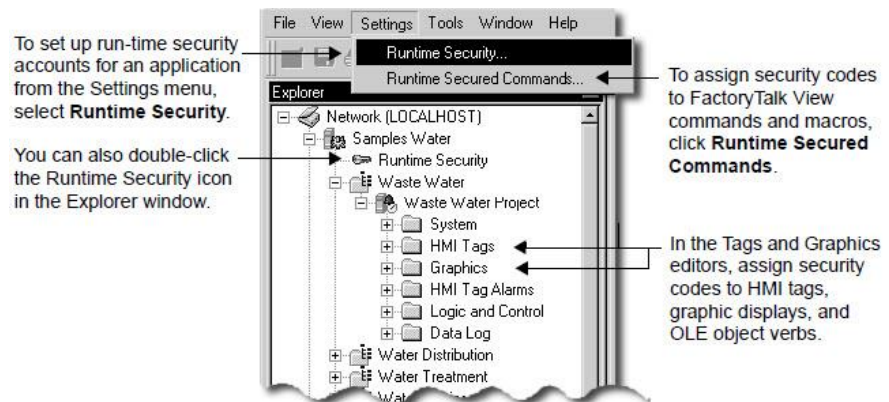 File View Settings Tools Window Help
Runtime Security...
Runtime Secured Commands...
To set up run-time security
accounts for an application
from the Settings menu,
select Runtime Security.
You can also double-click
the Runtime Security icon
in the Explorer window.
Explorer
Network (LOCALHOST)
Samples Water
Runtime Security
Waste Water
Waste Water Project
System
HMI Tags
Graphics
HMI Tag Alarms
Logic and Control
Data Log
Water Distribution
Water Treatment
To assign security codes
to FactoryTalk View
commands and macros,
click Runtime Secured
Commands.
In the Tags and Graphics
editors, assign security
codes to HMI tags,
graphic displays, and
OLE object verbs.